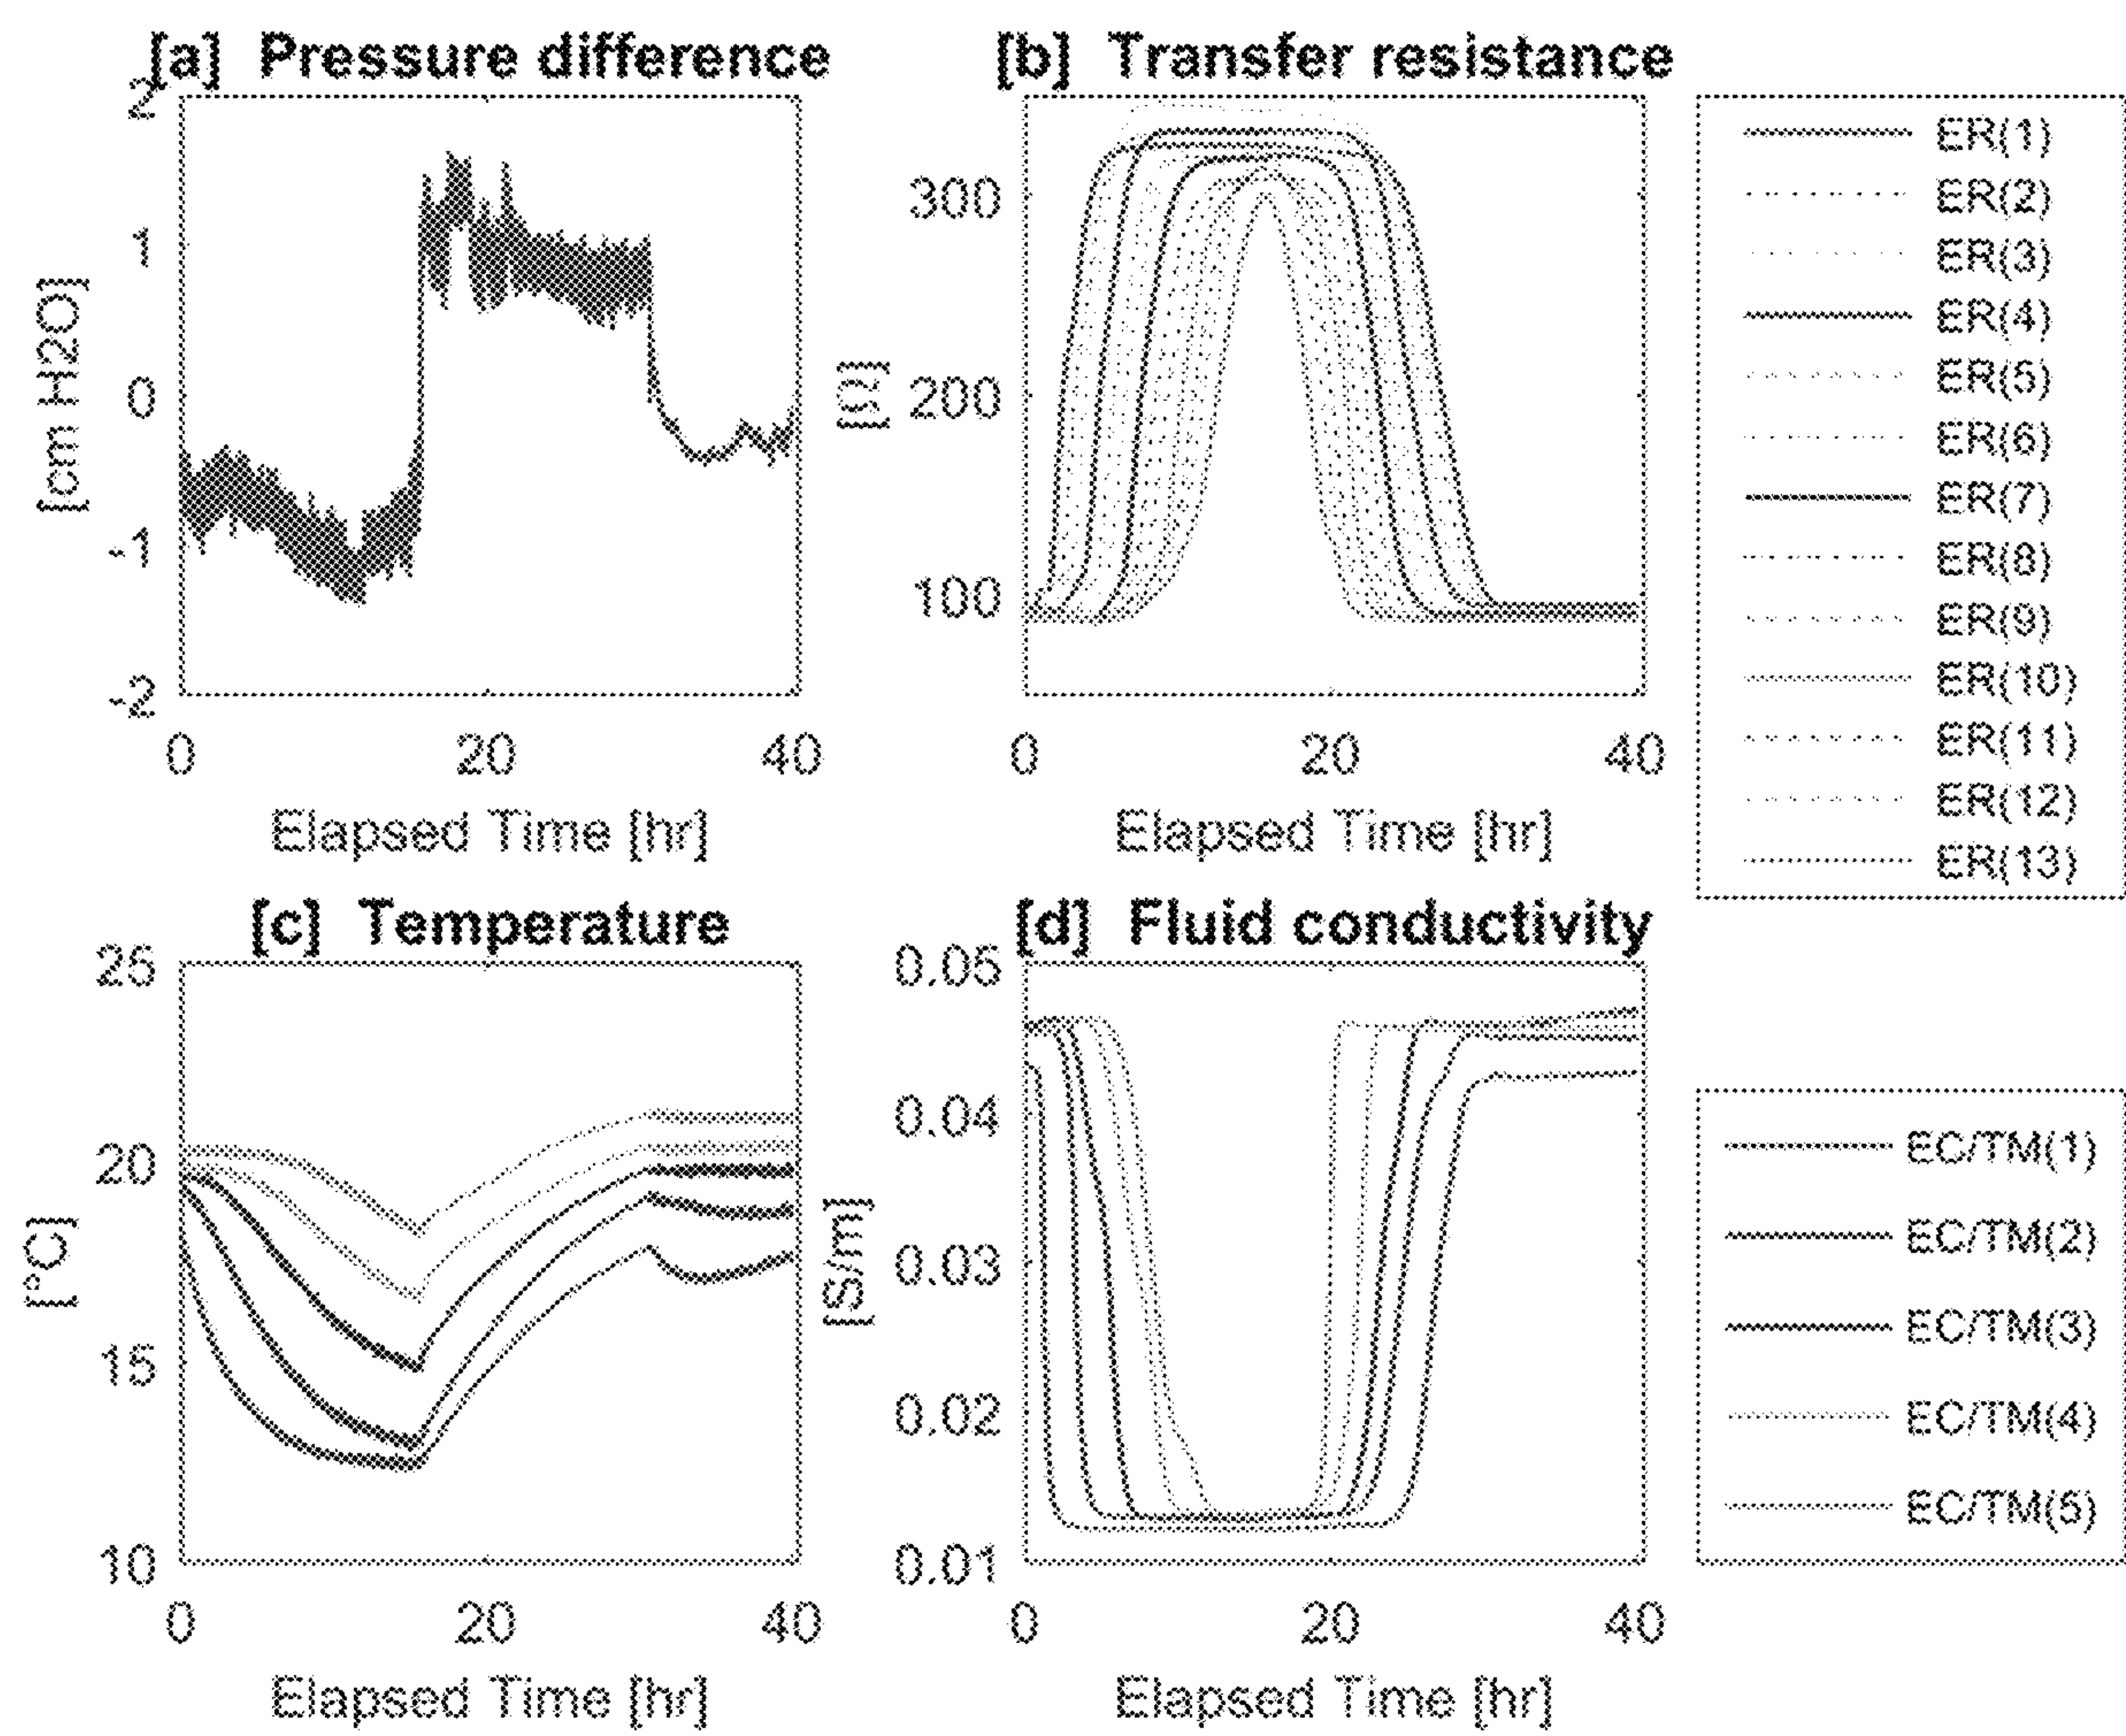 [a] Pressure difference
2
1
0
-1
-2
[cm H2O]
0 20 40
Elapsed Time [hr]
[b] Transfer resistance
300
200
100
[Ω]
0 20 40
Elapsed Time [hr]
ER(1)
ER(2)
ER(3)
ER(4)
ER(5)
ER(6)
ER(7)
ER(8)
ER(9)
ER(10)
ER(11)
ER(12)
ER(13)
[c] Temperature
25
20
15
10
[°C]
0 20 40
Elapsed Time [hr]
[d] Fluid conductivity
0.05
0.04
0.03
0.02
0.01
[S/m]
0 20 40
Elapsed Time [hr]
EC/TM(1)
EC/TM(2)
EC/TM(3)
EC/TM(4)
EC/TM(5)